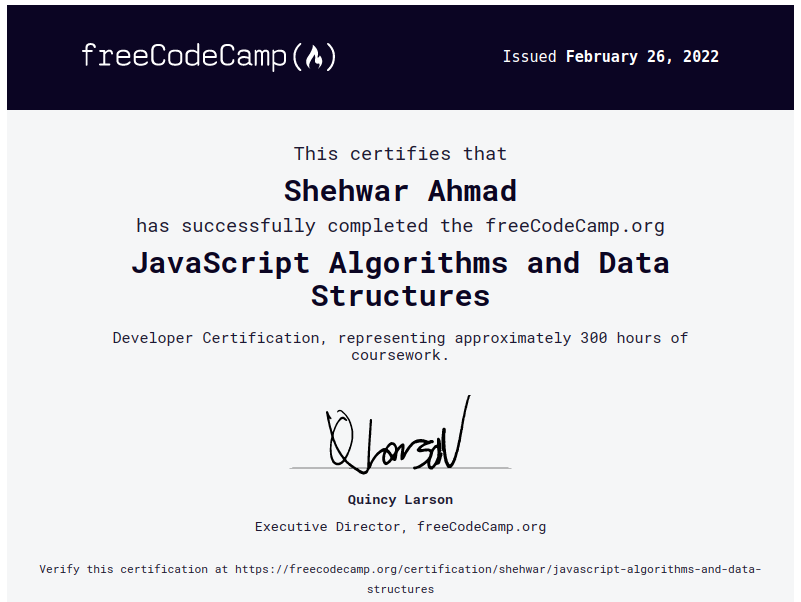 freeCodeCamp
Issued February 26, 2022
This certifies that
Shehwar Ahmad
has successfully completed the freeCodeCamp.org
JavaScript Algorithms and Data
Structures
Developer Certification, representing approximately 300 hours of
coursework.
Q Larson
Quincy Larson
Executive Director, freeCodeCamp.org
Verify this certification at https://freecodecamp.org/certification/shehwar/javascript-algorithms-and-data-
structures